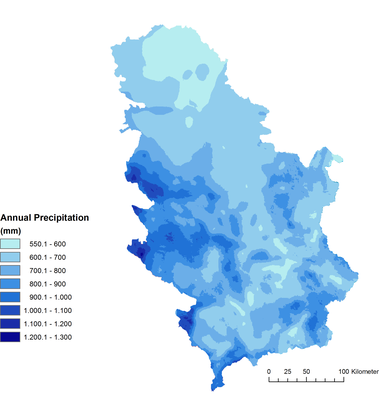 Annual Precipitation
(mm)
550.1 - 600
600.1 - 700
700.1 - 800
800.1 - 900
900.1 - 1.000
1.000.1 - 1.100
1.100.1 - 1.200
1.200.1 - 1.300
0 25 50 100 Kilometer